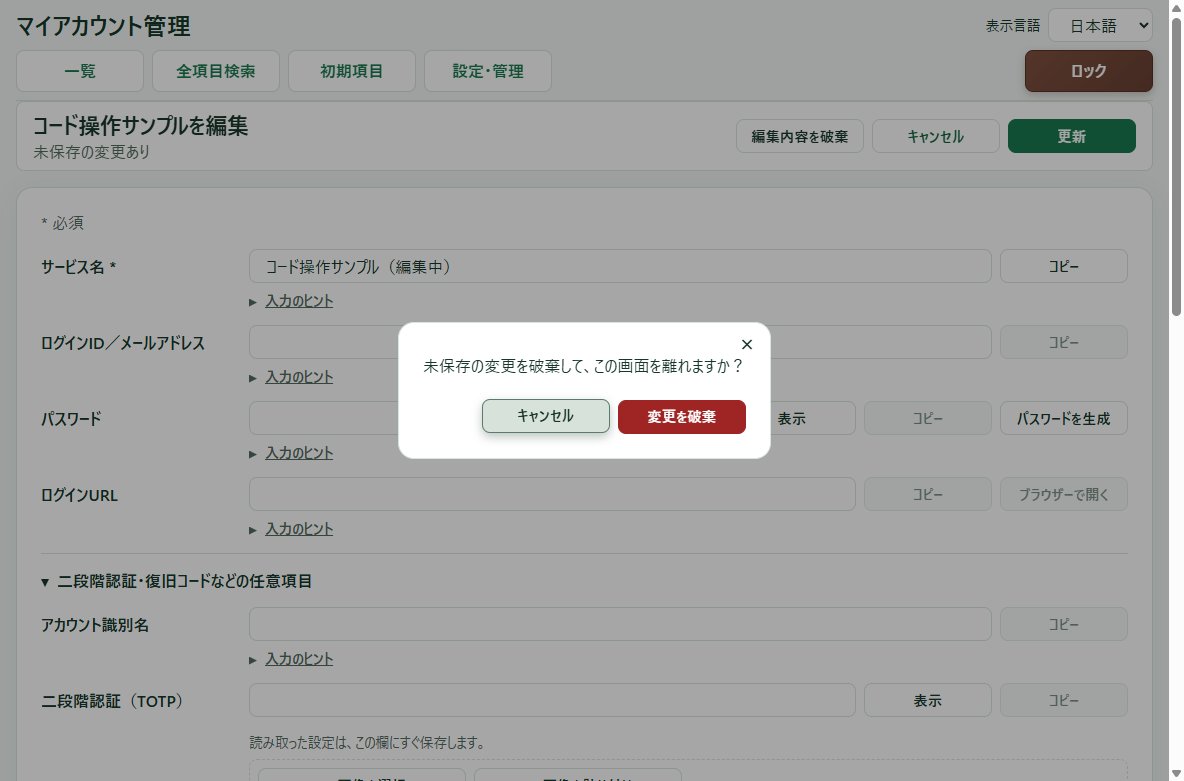 マイアカウント管理
表示言語 日本語
一覧 全項目検索 初期項目 設定・管理 ロック
コード操作サンプルを編集
未保存の変更あり
編集内容を破棄 キャンセル 更新
* 必須
サービス名 * コード操作サンプル（編集中） コピー
▶ 入力のヒント
ログインID／メールアドレス コピー
▶ 入力のヒント
×
未保存の変更を破棄して、この画面を離れますか？
キャンセル 変更を破棄
パスワード 表示 コピー パスワードを生成
▶ 入力のヒント
ログインURL コピー ブラウザーで開く
▶ 入力のヒント
▼ 二段階認証・復旧コードなどの任意項目
アカウント識別名 コピー
▶ 入力のヒント
二段階認証（TOTP） 表示 コピー
読み取った設定は、この欄にすぐ保存します。